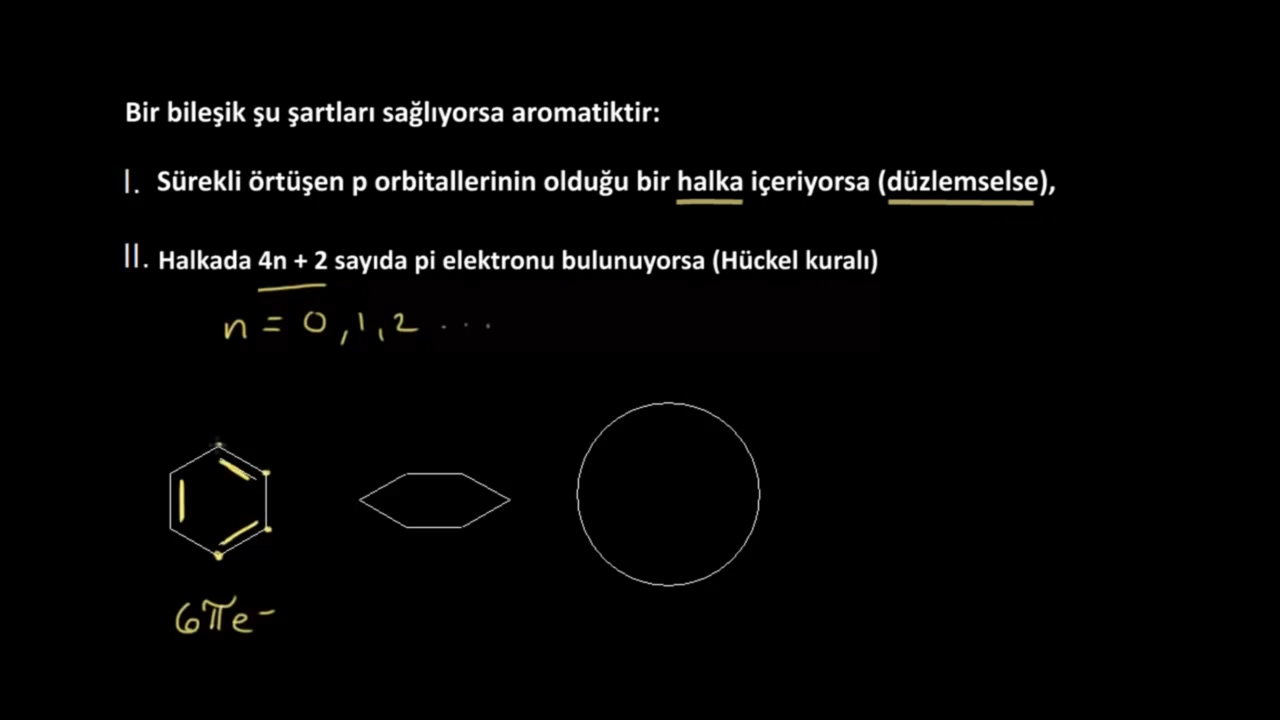 Bir bileşik şu şartları sağlıyorsa aromatiktir:
I. Sürekli örtüşen p orbitallerinin olduğu bir halka içeriyorsa (düzlemselse),
II. Halkada 4n + 2 sayıda pi elektronu bulunuyorsa (Hückel kuralı)
n = 0, 1, 2 ...
6πe⁻